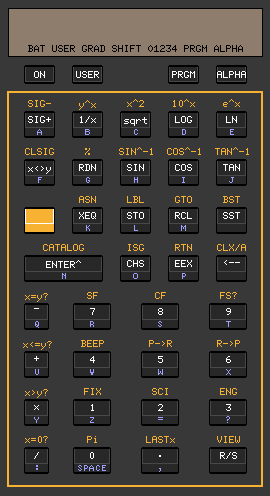 BAT USER GRAD SHIFT 01234 PRGM ALPHA
ON USER PRGM ALPHA
SIG- y^x x^2 10^x e^x
SIG+ 1/x sqrt LOG LN
A B C D E
CLSIG % SIN^-1 COS^-1 TAN^-1
x<>y RDN SIN COS TAN
F G H I J
ASN LBL GTO BST
XEQ STO RCL SST
K L M
CATALOG ISG RTN CLX/A
ENTER^ CHS EEX <--
N O P
x=y? SF CF FS?
- 7 8 9
Q R S T
x<=y? BEEP P->R R->P
+ 4 5 6
U V W X
x>y? FIX SCI ENG
x 1 2 3
Y Z = ?
x=0? Pi LASTx VIEW
/ 0 . R/S
: SPACE ,